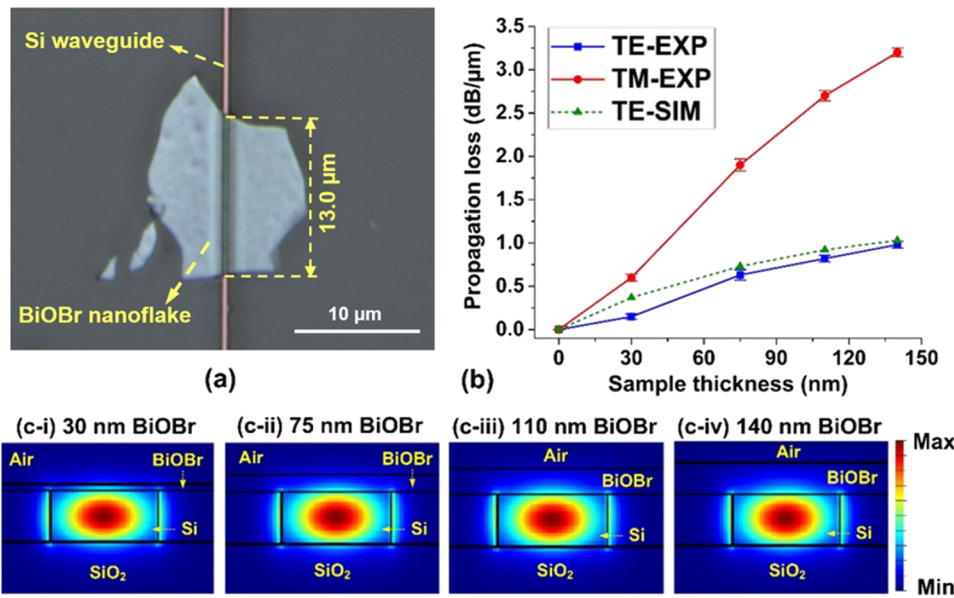 Si waveguide
13.0 μm
BiOBr nanoflake
10 μm
(a)
Propagation loss (dB/μm)
3.5
3.0
2.5
2.0
1.5
1.0
0.5
0.0
TE-EXP
TM-EXP
TE-SIM
0 30 60 90 120 150
Sample thickness (nm)
(b)
(c-i) 30 nm BiOBr
Air
BiOBr
Si
SiO₂
(c-ii) 75 nm BiOBr
Air
BiOBr
Si
SiO₂
(c-iii) 110 nm BiOBr
Air
BiOBr
Si
SiO₂
(c-iv) 140 nm BiOBr
Air
BiOBr
Si
SiO₂
Max
Min